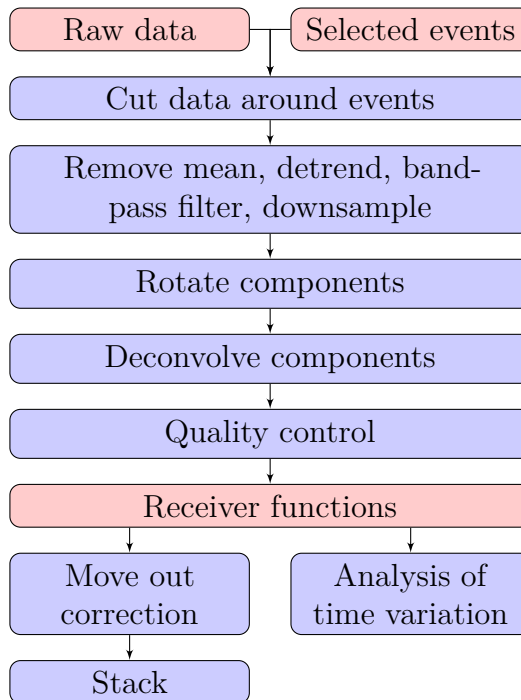 Raw data
Selected events
Cut data around events
Remove mean, detrend, band-
pass filter, downsample
Rotate components
Deconvolve components
Quality control
Receiver functions
Move out
correction
Analysis of
time variation
Stack